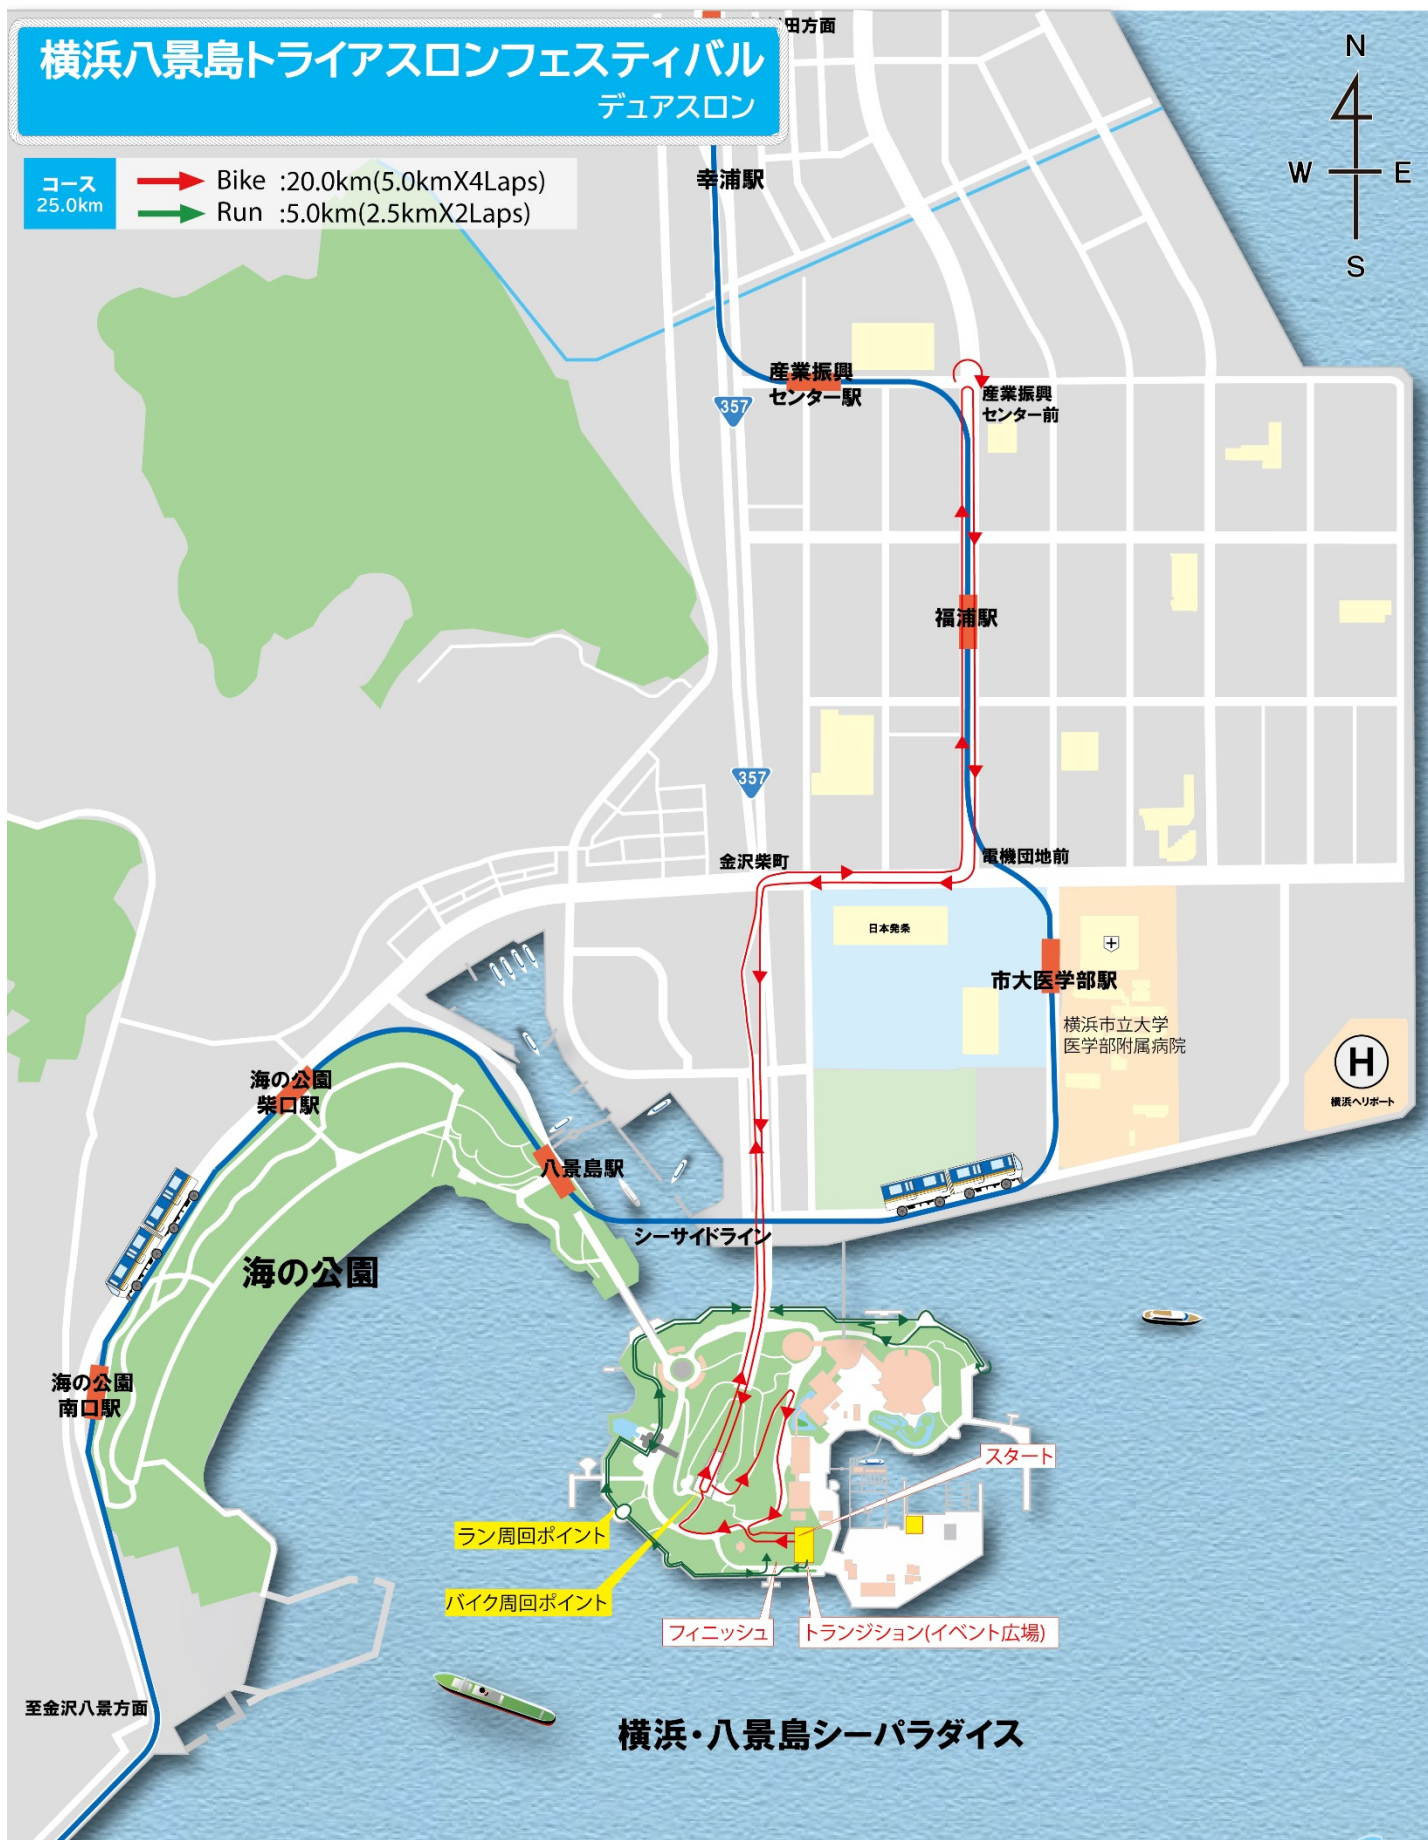 横浜八景島トライアスロンフェスティバル
デュアスロン
田方面
コース
25.0km
Bike :20.0km(5.0kmX4Laps)
Run :5.0km(2.5kmX2Laps)
N
W
E
S
幸浦駅
産業振興
センター駅
357
産業振興
センター前
福浦駅
357
金沢柴町
電機団地前
日本発条
市大医学部駅
横浜市立大学
医学部附属病院
H
横浜ヘリポート
海の公園
柴口駅
八景島駅
シーサイドライン
海の公園
海の公園
南口駅
スタート
ラン周回ポイント
バイク周回ポイント
フィニッシュ
トランジション(イベント広場)
至金沢八景方面
横浜・八景島シーパラダイス